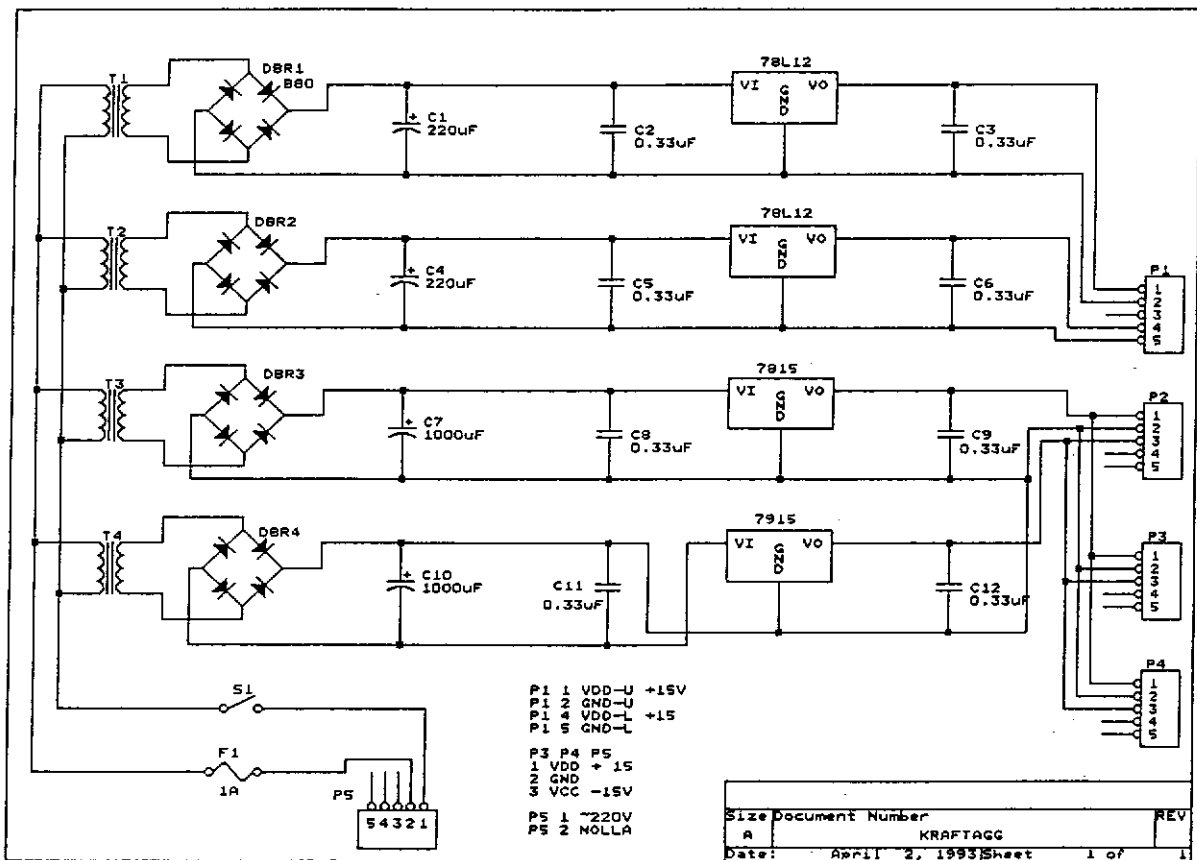 T1
DBR1
B80
C1
220uF
C2
0.33uF
78L12
VI
VO
GND
C3
0.33uF
T2
DBR2
C4
220uF
C5
0.33uF
78L12
VI
VO
GND
C6
0.33uF
P1
1
2
3
4
5
T3
DBR3
C7
1000uF
C8
0.33uF
7815
VI
VO
GND
C9
0.33uF
P2
1
2
3
4
5
T4
DBR4
C10
1000uF
C11
0.33uF
7915
VI
VO
GND
C12
0.33uF
P3
1
2
3
4
5
P4
1
2
3
4
5
S1
F1
1A
P5
54321
P1 1 VDD-U +15V
P1 2 GND-U
P1 4 VDD-L +15
P1 5 GND-L
P3 P4 P5
1 VDD + 15
2 GND
3 VCC -15V
P5 1 ~220V
P5 2 NOLLA
Size Document Number REV
A KRAFTAGG
Date: April 2, 1993 Sheet 1 of 1